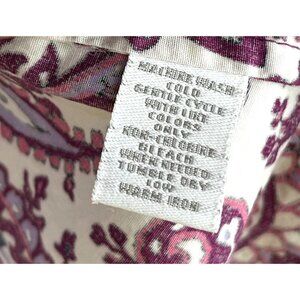 MACHINE WASH
COLD
GENTLE CYCLE
WITH LIKE
COLORS
ONLY
NON-CHLORINE
BLEACH
WHEN NEEDED
TUMBLE DRY
LOW
WARM IRON